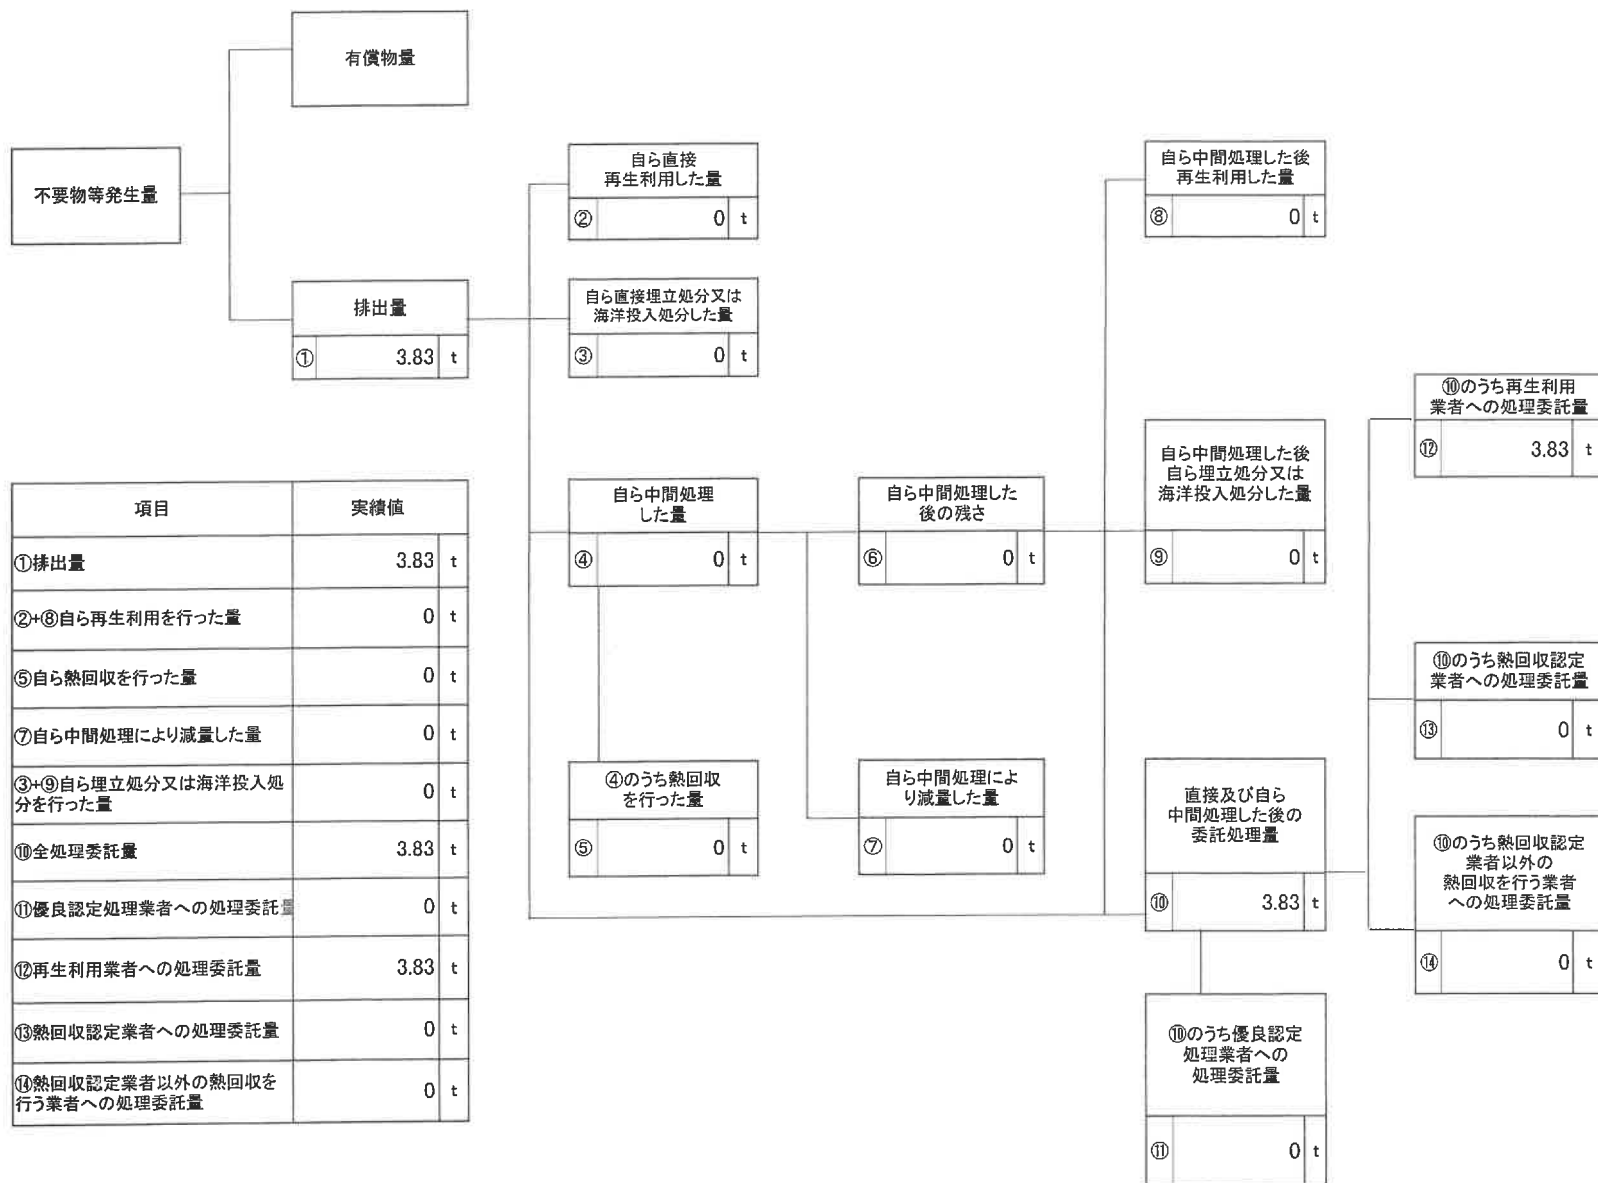 有償物量
不要物等発生量
排出量
① 3.83 t
自ら直接
再生利用した量
② 0 t
自ら直接埋立処分又は
海洋投入処分した量
③ 0 t
自ら中間処理
した量
④ 0 t
④のうち熱回収
を行った量
⑤ 0 t
自ら中間処理した
後の残さ
⑥ 0 t
自ら中間処理によ
り減量した量
⑦ 0 t
自ら中間処理した後
再生利用した量
⑧ 0 t
自ら中間処理した後
自ら埋立処分又は
海洋投入処分した量
⑨ 0 t
直接及び自ら
中間処理した後の
委託処理量
⑩ 3.83 t
⑩のうち優良認定
処理業者への
処理委託量
⑪ 0 t
⑩のうち再生利用
業者への処理委託量
⑫ 3.83 t
⑩のうち熱回収認定
業者への処理委託量
⑬ 0 t
⑩のうち熱回収認定
業者以外の
熱回収を行う業者
への処理委託量
⑭ 0 t
項目 実績値
①排出量 3.83 t
②+⑧自ら再生利用を行った量 0 t
⑤自ら熱回収を行った量 0 t
⑦自ら中間処理により減量した量 0 t
③+⑨自ら埋立処分又は海洋投入処
分を行った量 0 t
⑩全処理委託量 3.83 t
⑪優良認定処理業者への処理委託量 0 t
⑫再生利用業者への処理委託量 3.83 t
⑬熱回収認定業者への処理委託量 0 t
⑭熱回収認定業者以外の熱回収を
行う業者への処理委託量 0 t